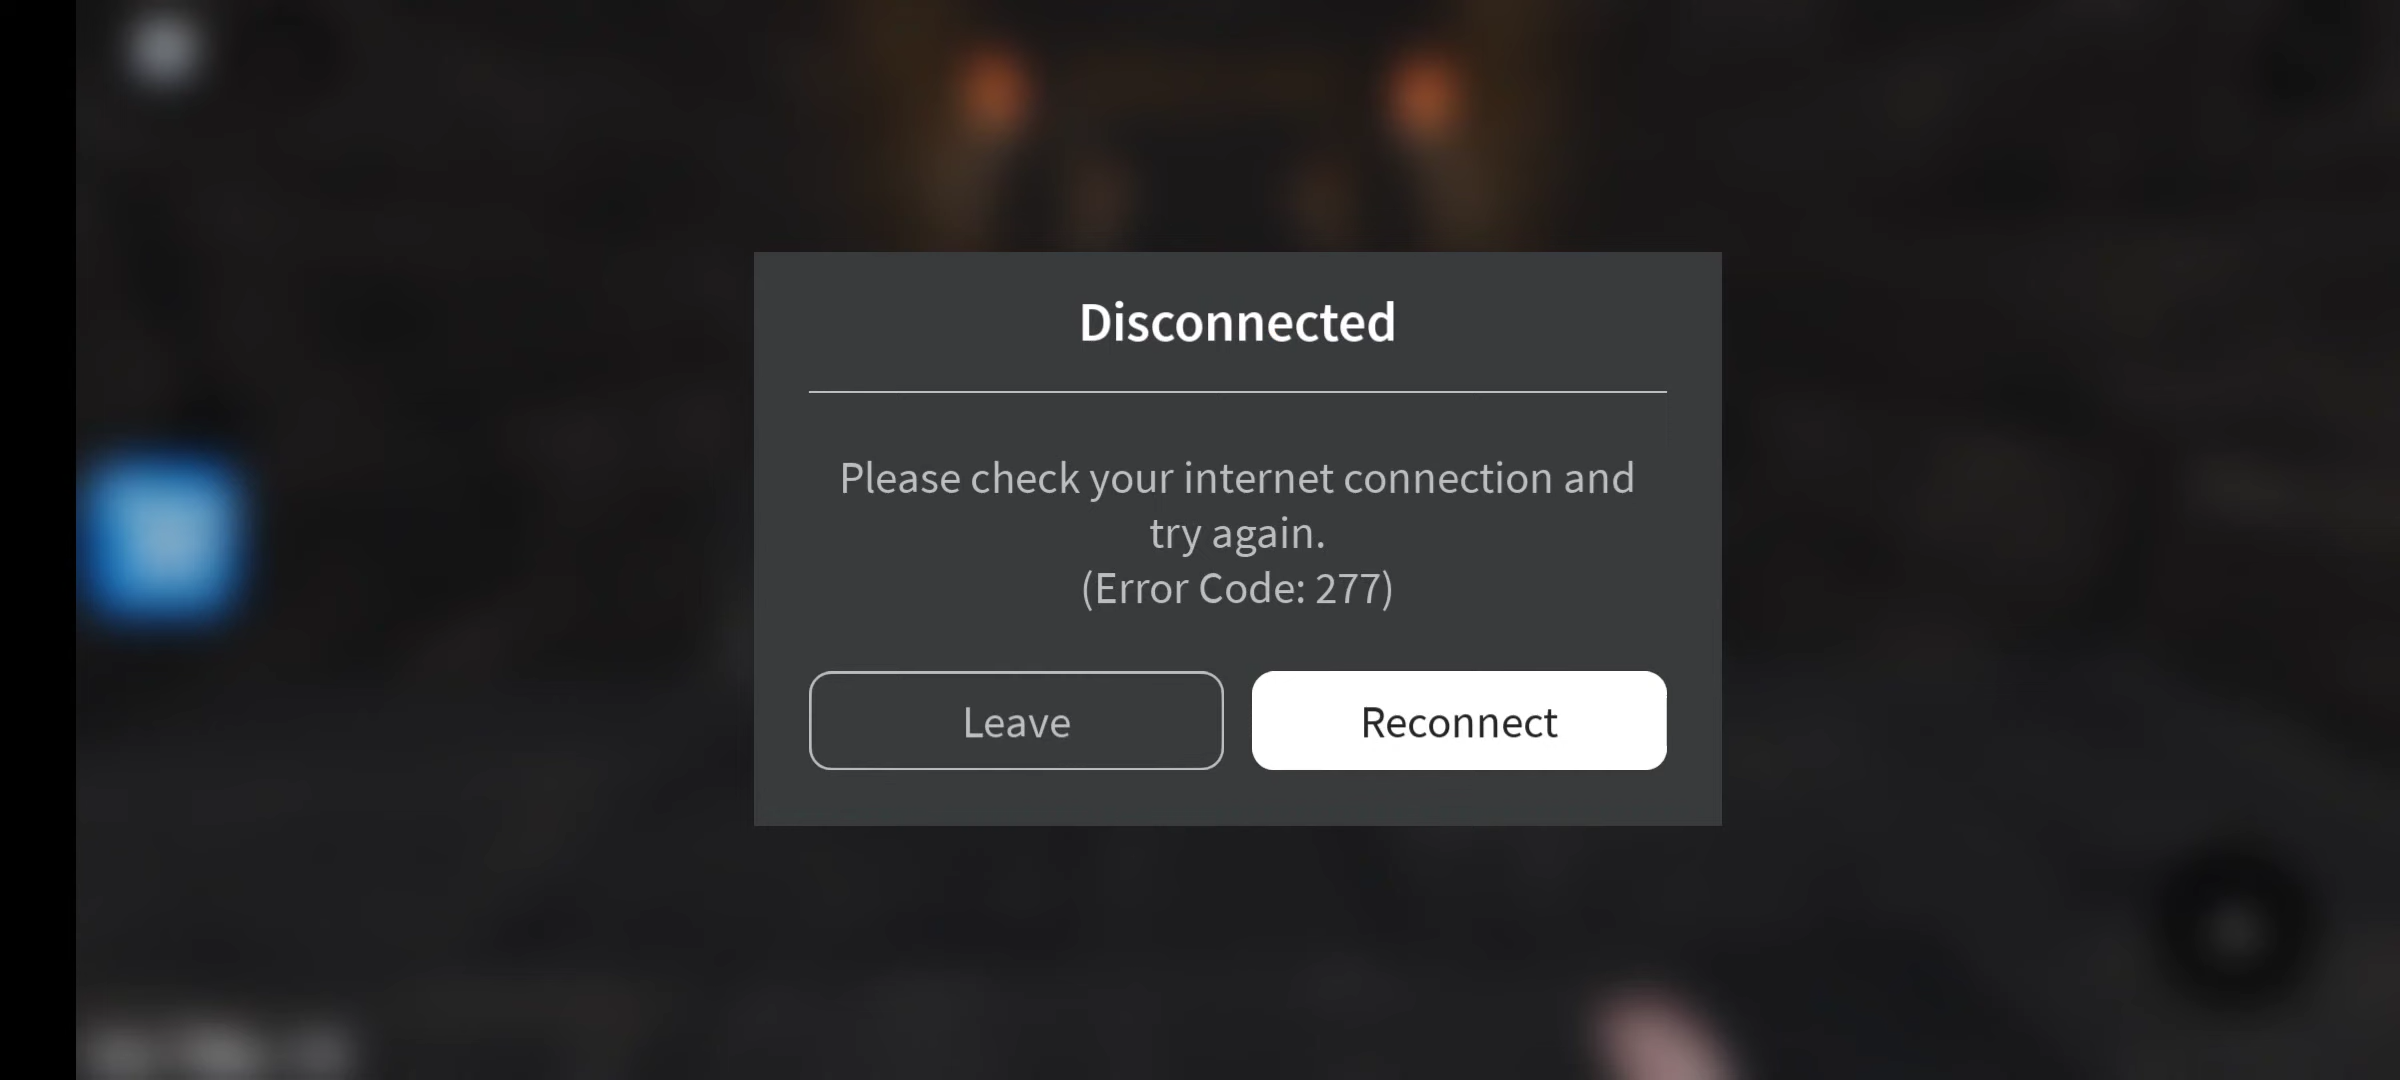 Disconnected
Please check your internet connection and
try again.
(Error Code: 277)
Leave
Reconnect